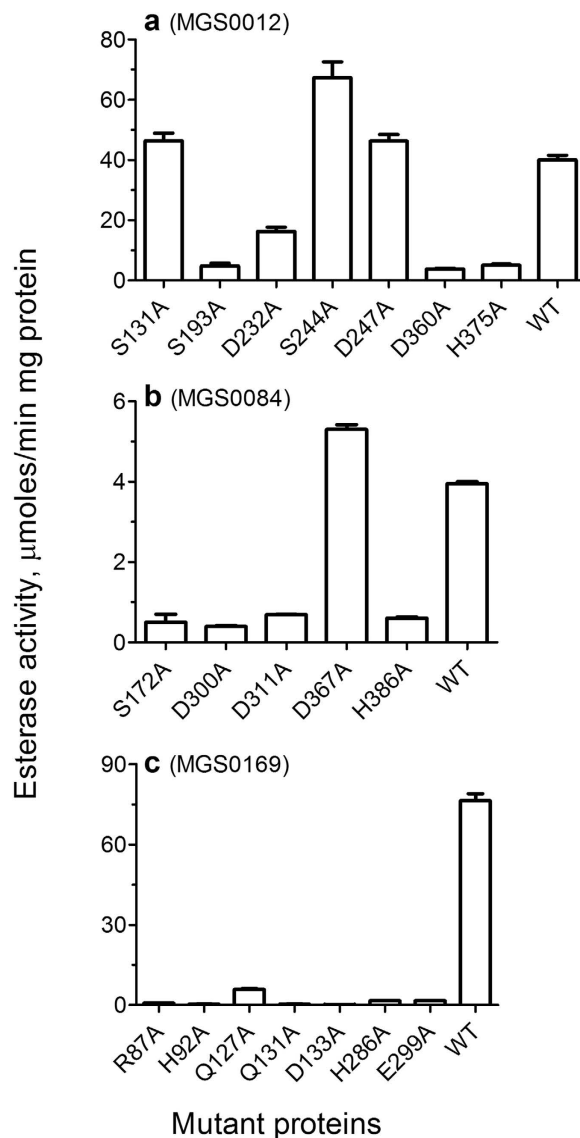 a (MGS0012)
80
60
40
20
0
S131A
S193A
D232A
S244A
D247A
D360A
H375A
WT
b (MGS0084)
6
4
2
0
S172A
D300A
D311A
D367A
H386A
WT
c (MGS0169)
90
60
30
0
R87A
H92A
Q127A
Q131A
D133A
H286A
E299A
WT
Esterase activity, μmoles/min mg protein
Mutant proteins